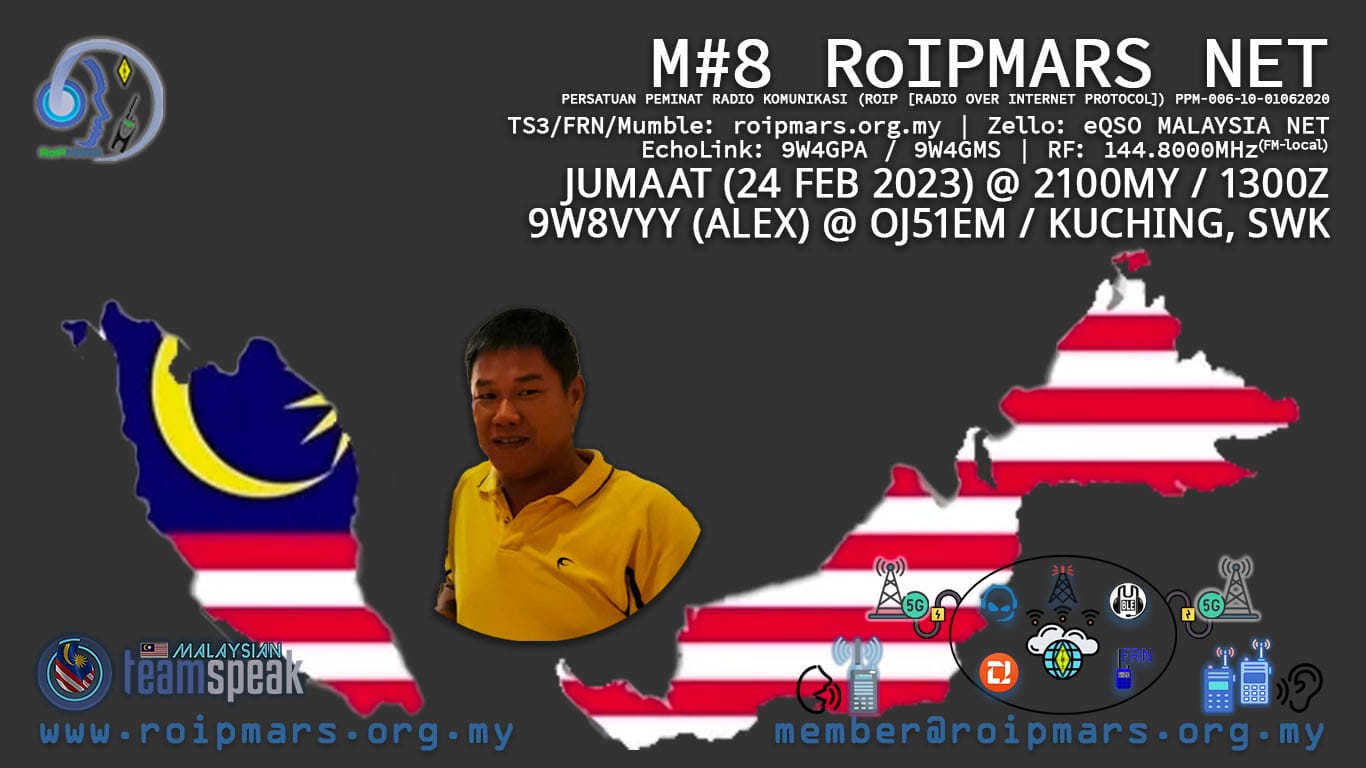 M#8 RoIPMARS NET
PERSATUAN PEMINAT RADIO KOMUNIKASI (ROIP [RADIO OVER INTERNET PROTOCOL]) PPM-006-10-01062020
TS3/FRN/Mumble: roipmars.org.my | Zello: eQSO MALAYSIA NET
EchoLink: 9W4GPA / 9W4GMS | RF: 144.8000MHz(FM-local)
JUMAAT (24 FEB 2023) @ 2100MY / 1300Z
9W8VYY (ALEX) @ OJ51EM / KUCHING, SWK
RoIPMARS
5G
5G
BLE
FRN
MALAYSIAN
teamspeak
www.roipmars.org.my
member@roipmars.org.my